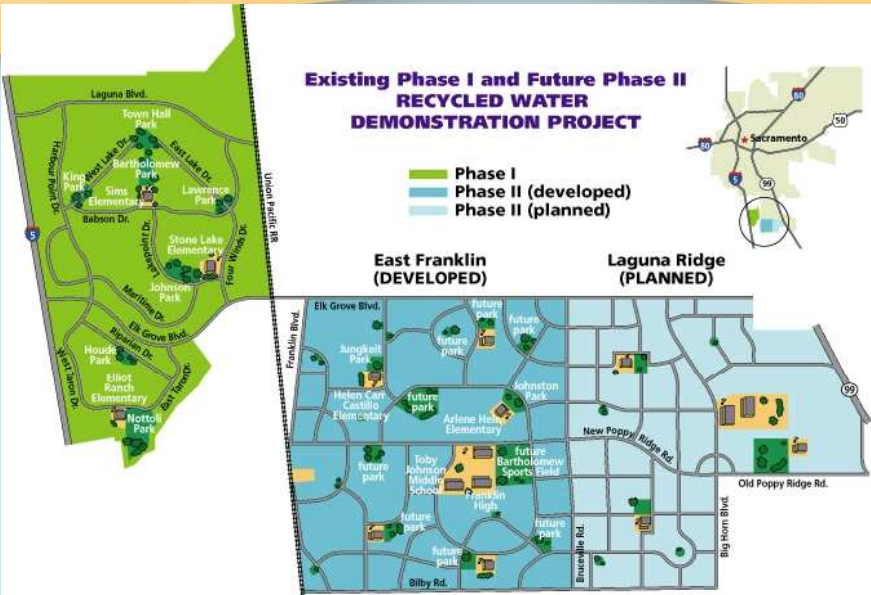 Existing Phase I and Future Phase II
RECYCLED WATER
DEMONSTRATION PROJECT
Phase I
Phase II (developed)
Phase II (planned)
80
50
80
Sacramento
5
99
Laguna Blvd.
Town Hall
Park
Harbour Point Dr.
West Lake Dr.
East Lake Dr.
Bartholomew
Park
King
Park
Sims
Elementary
Lawrence
Park
Babson Dr.
Union Pacific RR
5
Lakepoint Dr.
Stone Lake
Elementary
Four Winds Dr.
Johnson
Park
Maritime Dr.
Elk Grove Blvd.
Riparian Dr.
Houde
Park
West Taron Dr.
East Taron Dr.
Elliot
Ranch
Elementary
Nottoli
Park
East Franklin
(DEVELOPED)
Laguna Ridge
(PLANNED)
Franklin Blvd.
Elk Grove Blvd.
future
park
future
park
future
park
Jungkeit
Park
Helen Carr
Castillo
Elementary
future
park
Johnston
Park
Arlene Hein
Elementary
99
New Poppy Ridge Rd.
future
park
Toby
Johnson
Middle
School
future
Bartholomew
Sports Field
Franklin
High
Old Poppy Ridge Rd.
future
park
future
park
future
park
Bruceville Rd.
Big Horn Blvd.
Bilby Rd.